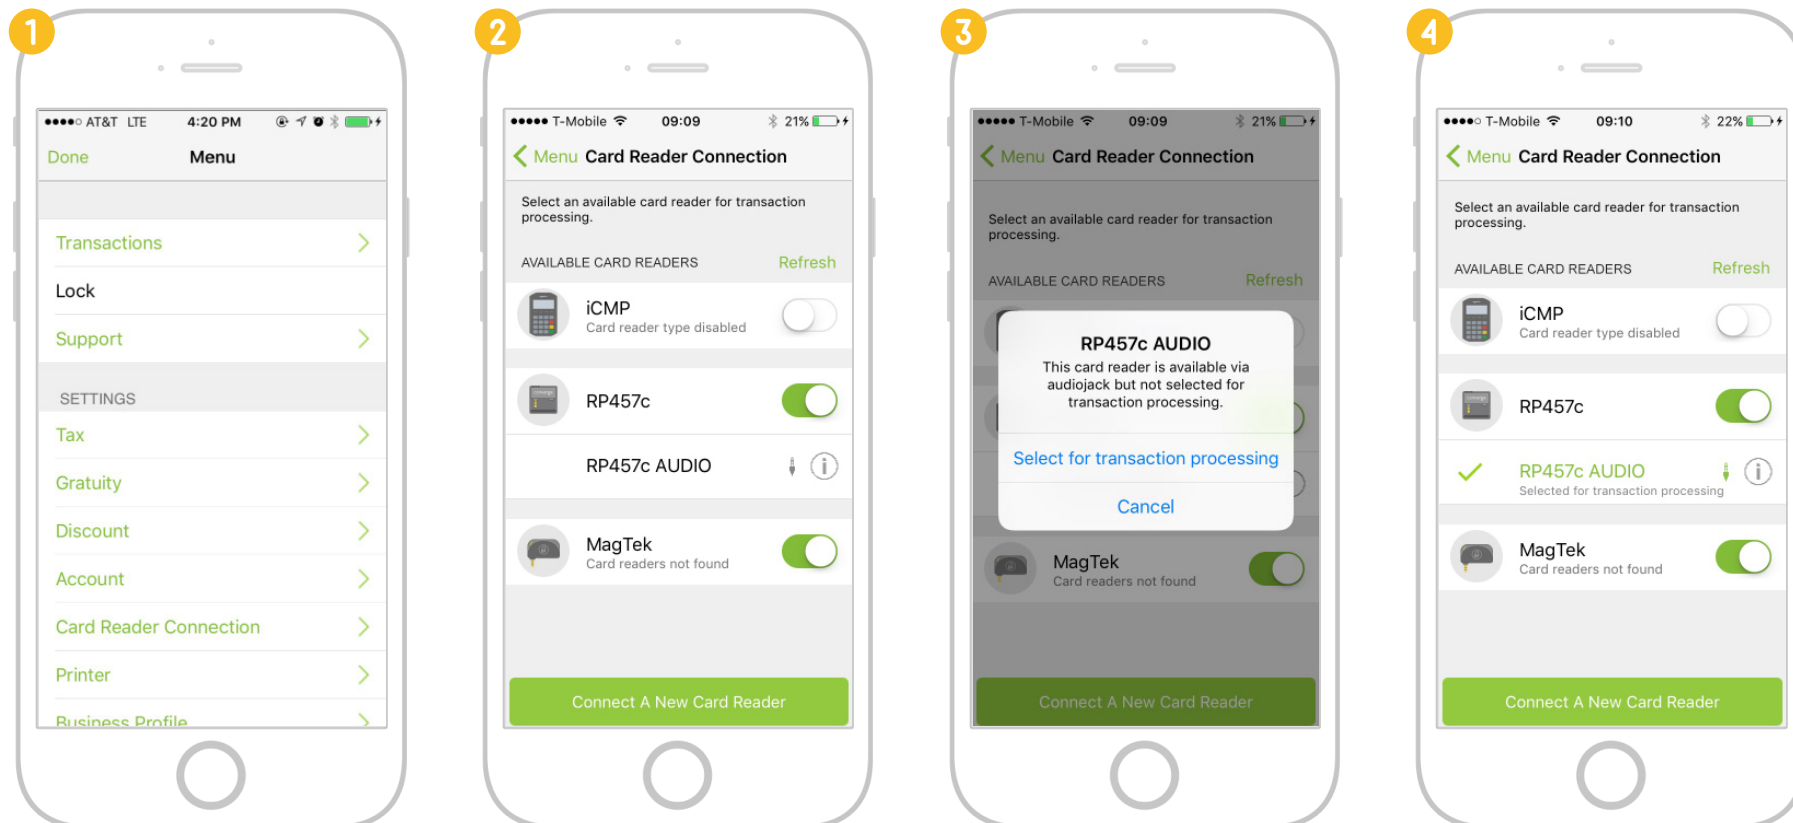 1
AT&T LTE 4:20 PM
Done Menu
Transactions
Lock
Support
SETTINGS
Tax
Gratuity
Discount
Account
Card Reader Connection
Printer
Business Profile
2
T-Mobile 09:09 21%
Menu Card Reader Connection
Select an available card reader for transaction
processing.
AVAILABLE CARD READERS Refresh
iCMP
Card reader type disabled
RP457c
RP457c AUDIO
MagTek
Card readers not found
Connect A New Card Reader
3
T-Mobile 09:09 21%
Menu Card Reader Connection
Select an available card reader for transaction
processing.
AVAILABLE CARD READERS Refresh
RP457c AUDIO
This card reader is available via
audiojack but not selected for
transaction processing.
Select for transaction processing
Cancel
MagTek
Card readers not found
Connect A New Card Reader
4
T-Mobile 09:10 22%
Menu Card Reader Connection
Select an available card reader for transaction
processing.
AVAILABLE CARD READERS Refresh
iCMP
Card reader type disabled
RP457c
RP457c AUDIO
Selected for transaction processing
MagTek
Card readers not found
Connect A New Card Reader